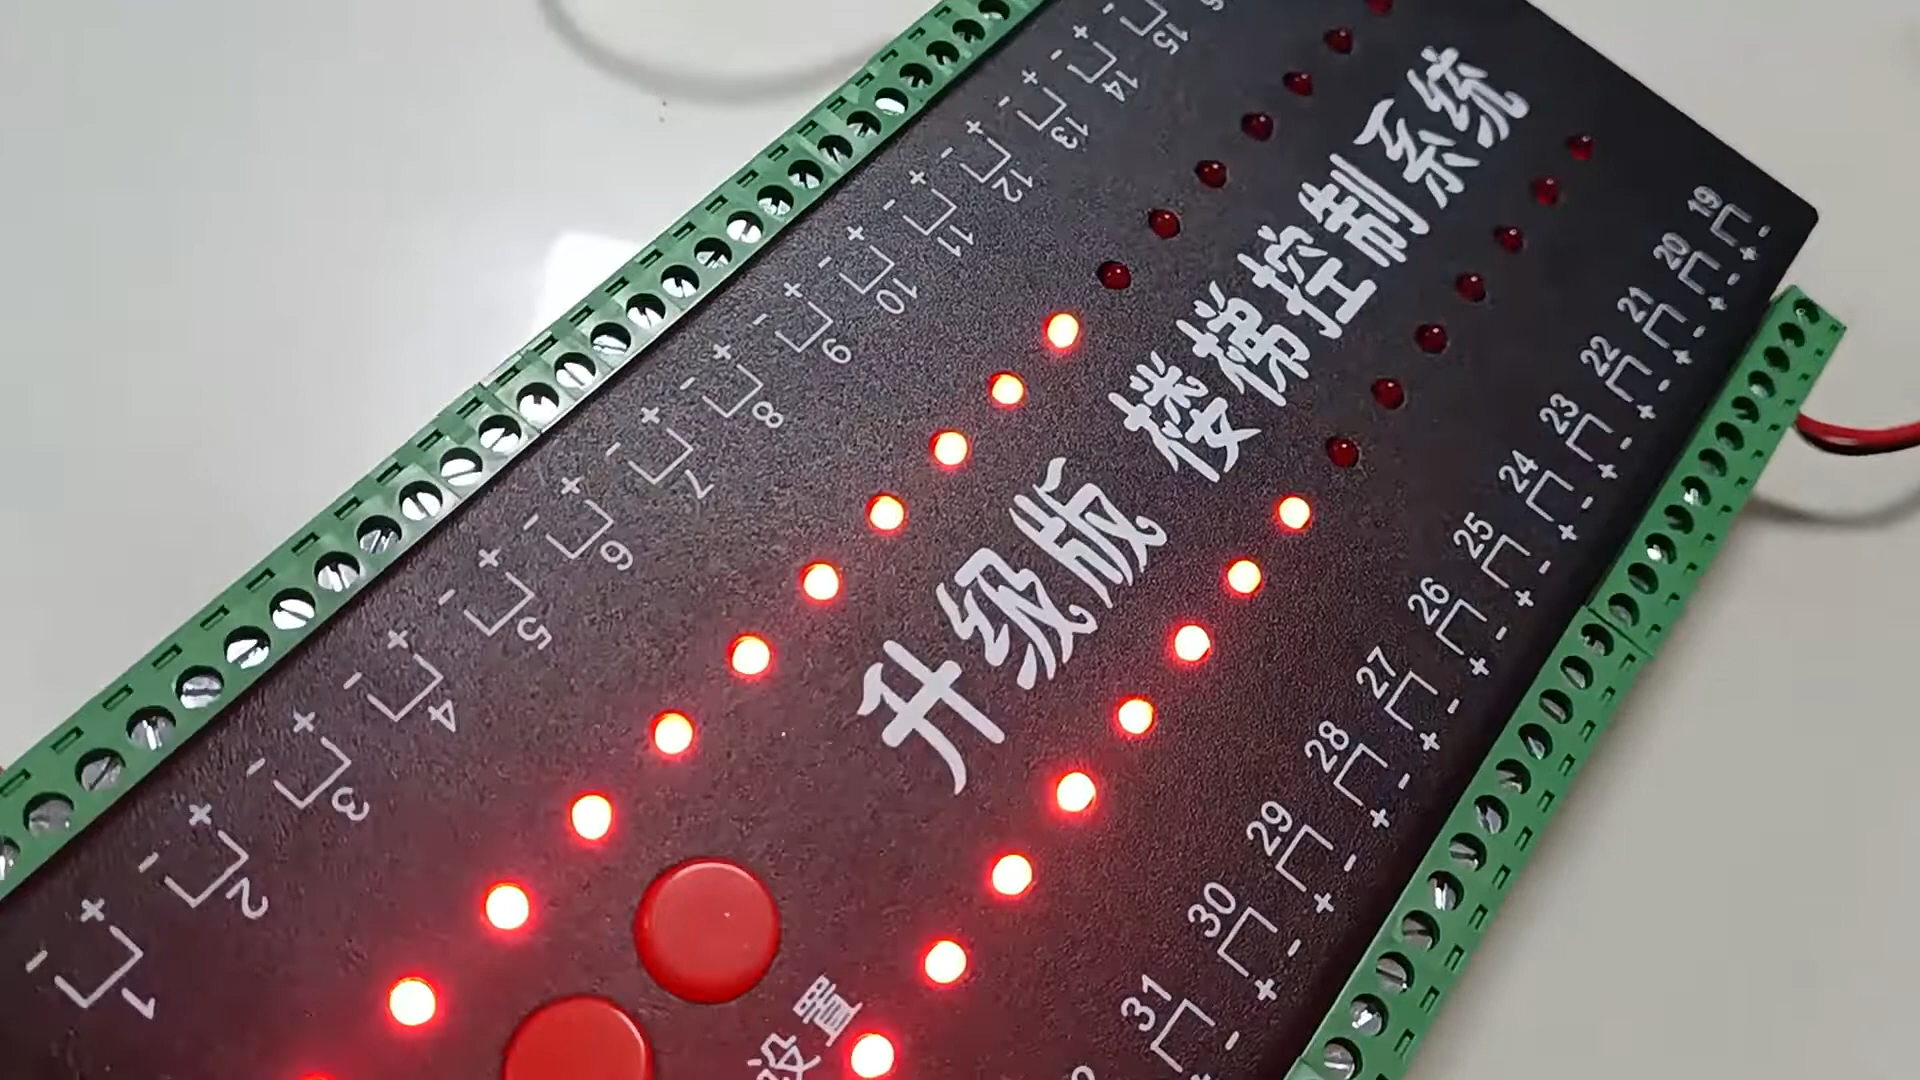 升级版 楼梯控制系统
设置
- + 1
- + 2
- + 3
- + 4
- + 5
- + 6
- + 7
- + 8
- + 9
- + 10
- + 11
- + 12
- + 13
- + 14
- 15
19 + -
20 + -
21 + -
22 + -
23 + -
24 + -
25 + -
26 + -
27 + -
28 + -
29 + -
30 + -
31 + -